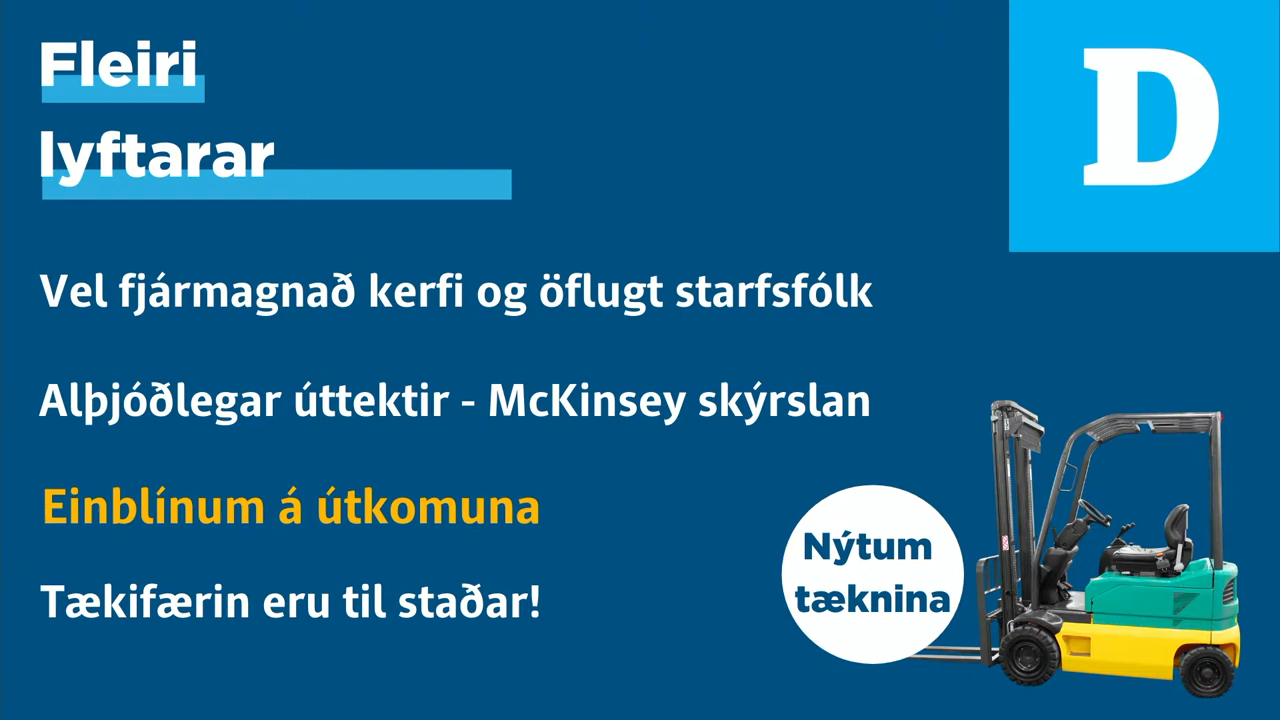 Fleiri
lyftarar
D
Vel fjármagnað kerfi og öflugt starfsfólk
Alþjóðlegar úttektir - McKinsey skýrslan
Einblínum á útkomuna
Tækifærin eru til staðar!
Nýtum
tæknina